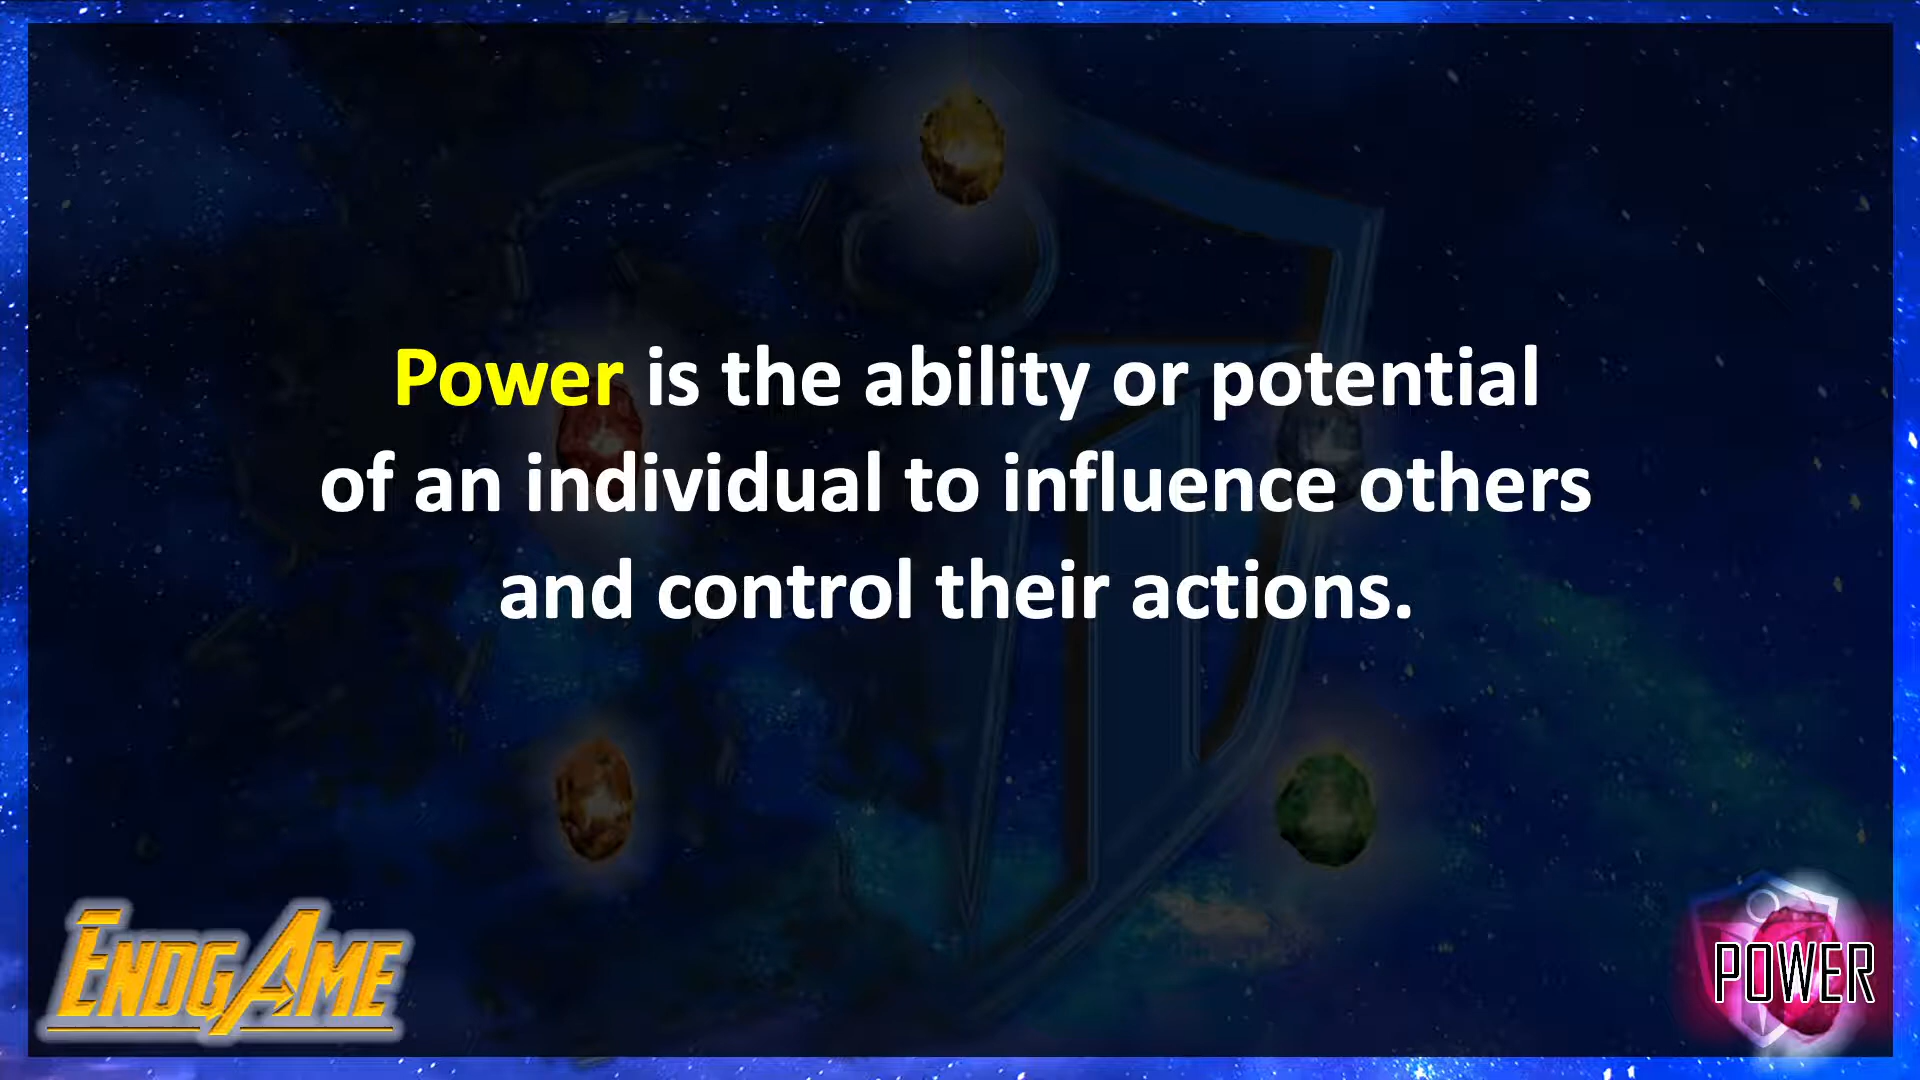 Power is the ability or potential
of an individual to influence others
and control their actions.
ENDGAME
POWER